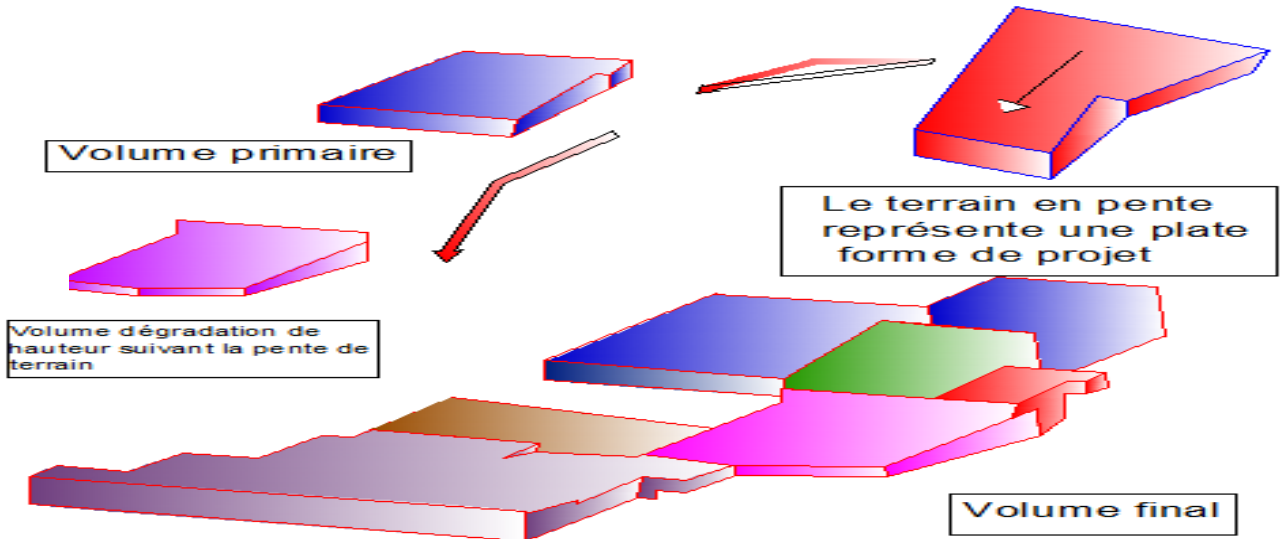 Volume primaire
Le terrain en pente
représente une plate
forme de projet
Volume dégradation de
hauteur suivant la pente de
terrain
Volume final